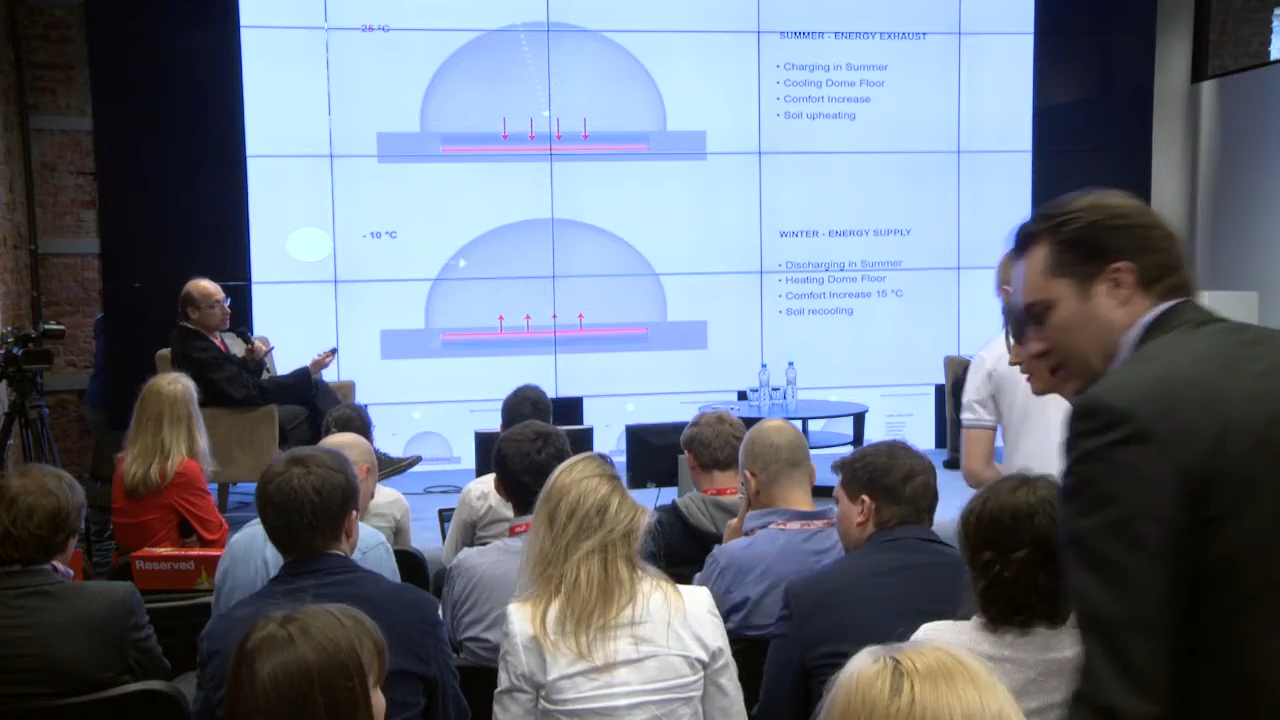 25 °C
SUMMER - ENERGY EXHAUST
• Charging in Summer
• Cooling Dome Floor
• Comfort Increase
• Soil upheating
- 10 °C
WINTER - ENERGY SUPPLY
• Discharging in Summer
• Heating Dome Floor
• Comfort Increase 15 °C
• Soil recooling
Reserved